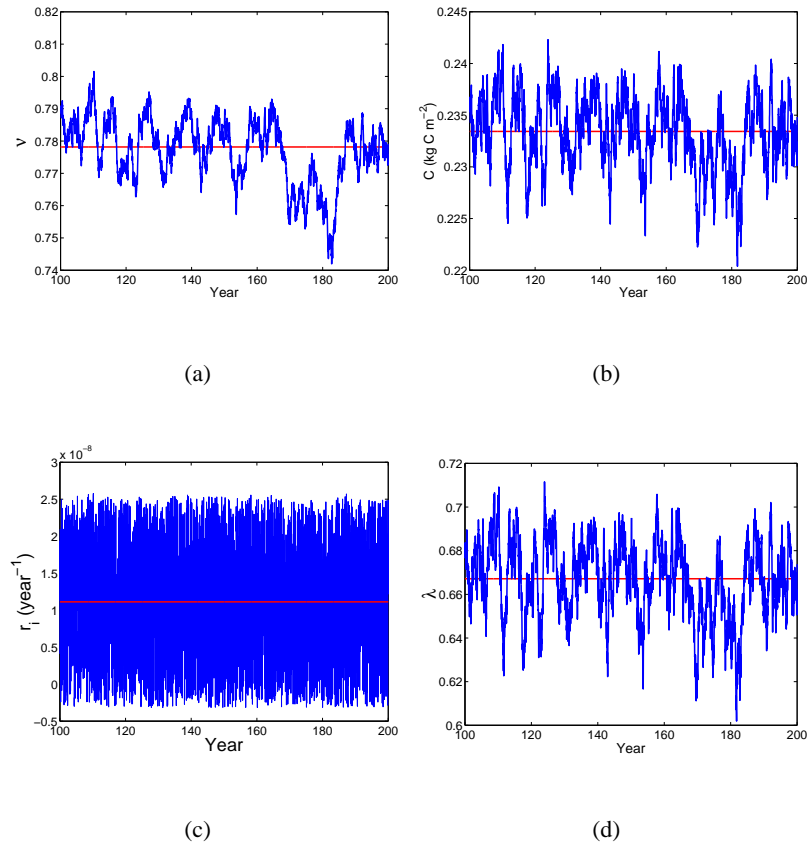 0.82
0.81
0.8
0.79
0.78
0.77
0.76
0.75
0.74
ν
100 120 140 160 180 200
Year
(a)
0.245
0.24
0.235
0.23
0.225
0.22
C (kg C m⁻²)
100 120 140 160 180 200
Year
(b)
x 10⁻⁸
3
2.5
2
1.5
1
0.5
0
−0.5
r_i (year⁻¹)
100 120 140 160 180 200
Year
(c)
0.72
0.7
0.68
0.66
0.64
0.62
0.6
λ
100 120 140 160 180 200
Year
(d)